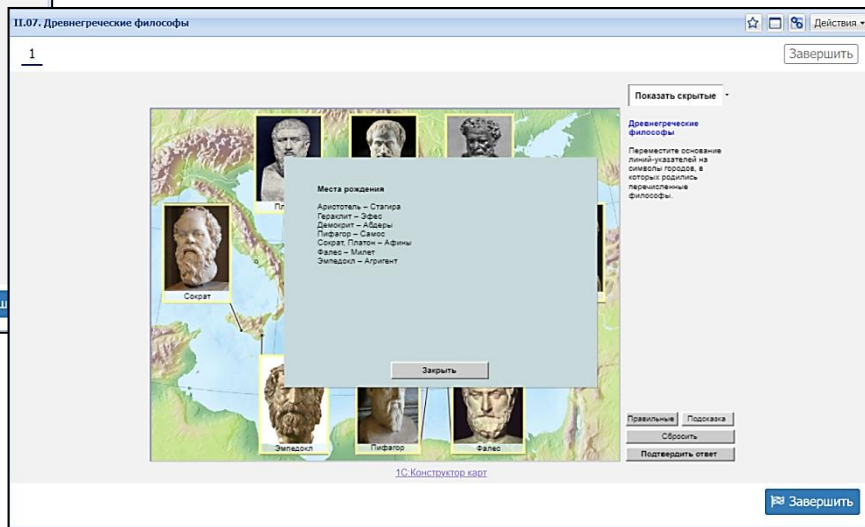 II.07. Древнегреческие философы
Действия
1
Завершить
Показать скрытые
Древнегреческие
философы
Переместите основание
линий-указателей на
символы городов, в
которых родились
перечисленные
философы.
Места рождения
Аристотель – Стагира
Гераклит – Эфес
Демокрит – Абдеры
Пифагор – Самос
Сократ, Платон – Афины
Фалес – Милет
Эмпедокл – Агригент
Закрыть
Сократ
Эмпедокл
Пифагор
Фалес
Правильные
Подсказка
Сбросить
Подтвердить ответ
1С:Конструктор карт
Завершить